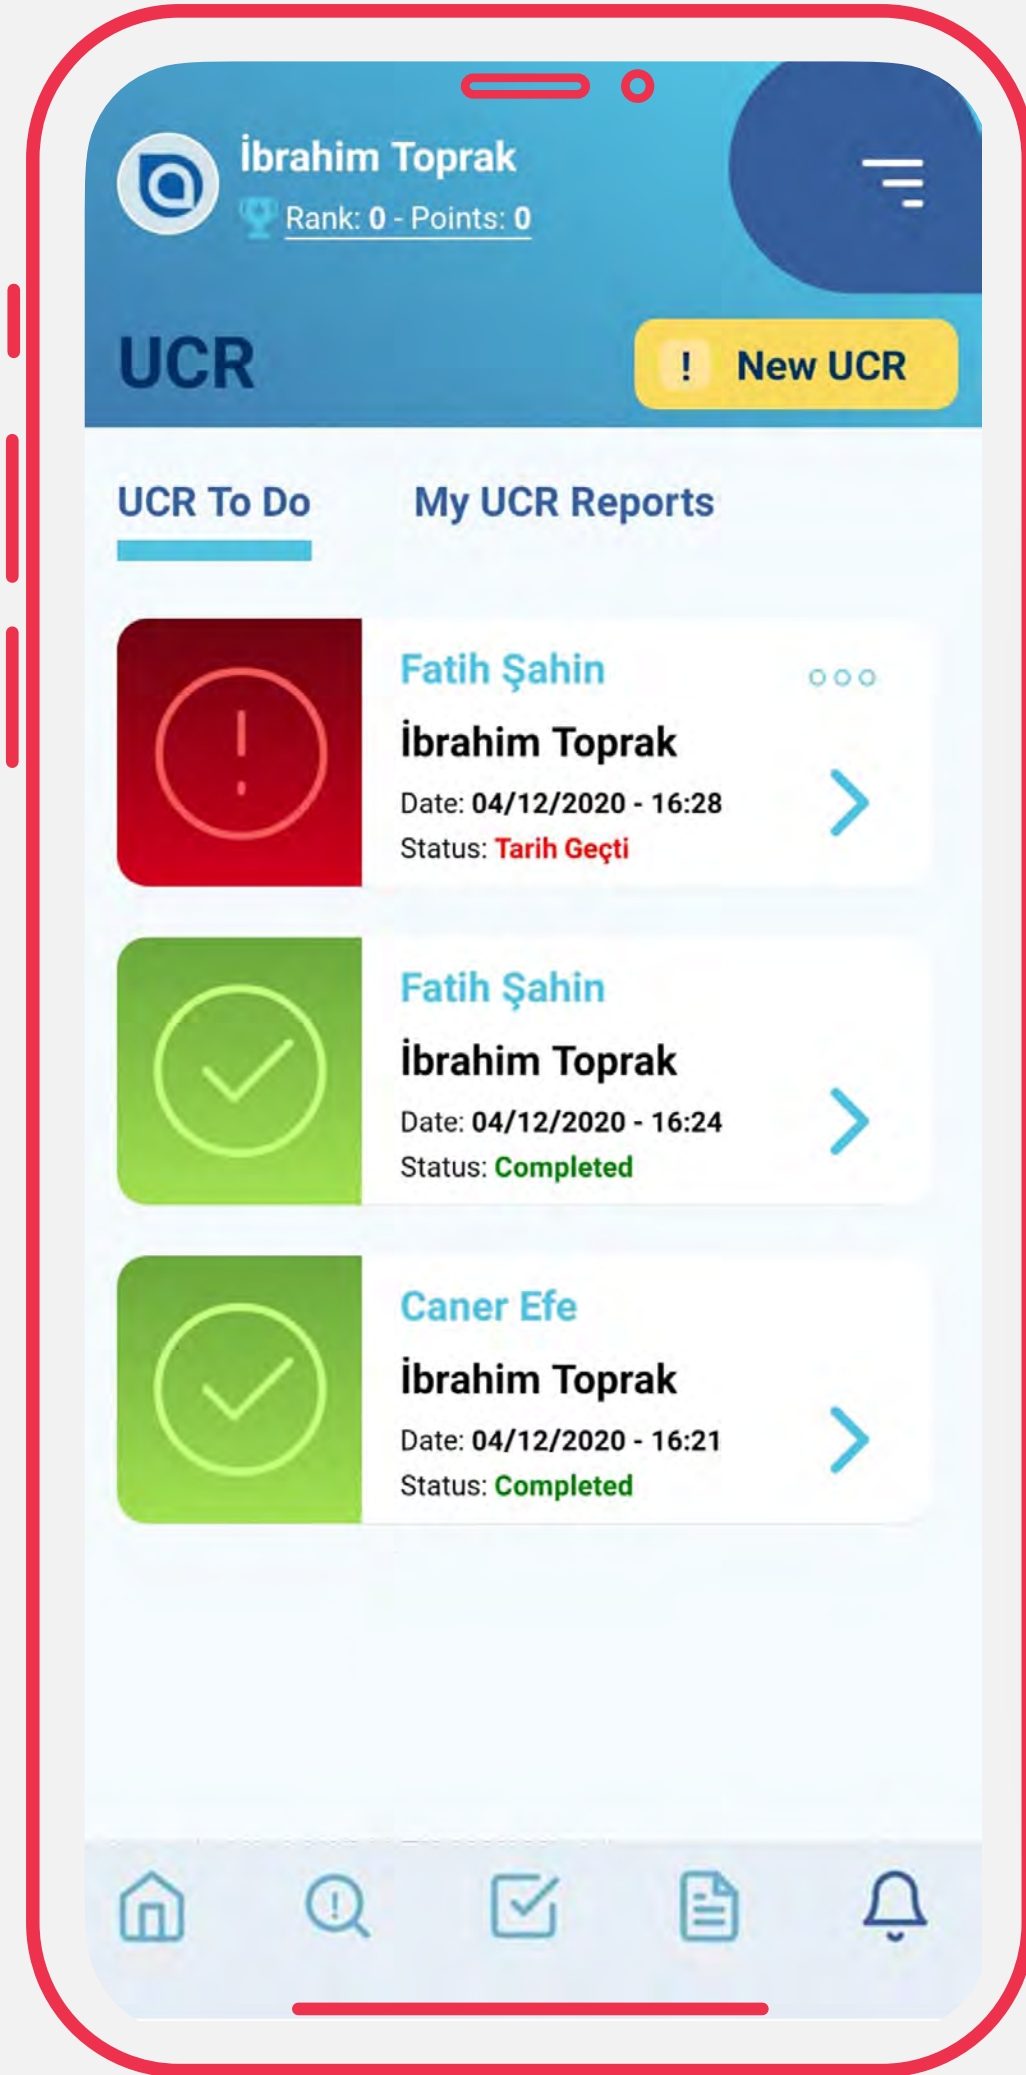 İbrahim Toprak
Rank: 0 - Points: 0
UCR
! New UCR
UCR To Do
My UCR Reports
Fatih Şahin
İbrahim Toprak
Date: 04/12/2020 - 16:28
Status: Tarih Geçti
Fatih Şahin
İbrahim Toprak
Date: 04/12/2020 - 16:24
Status: Completed
Caner Efe
İbrahim Toprak
Date: 04/12/2020 - 16:21
Status: Completed